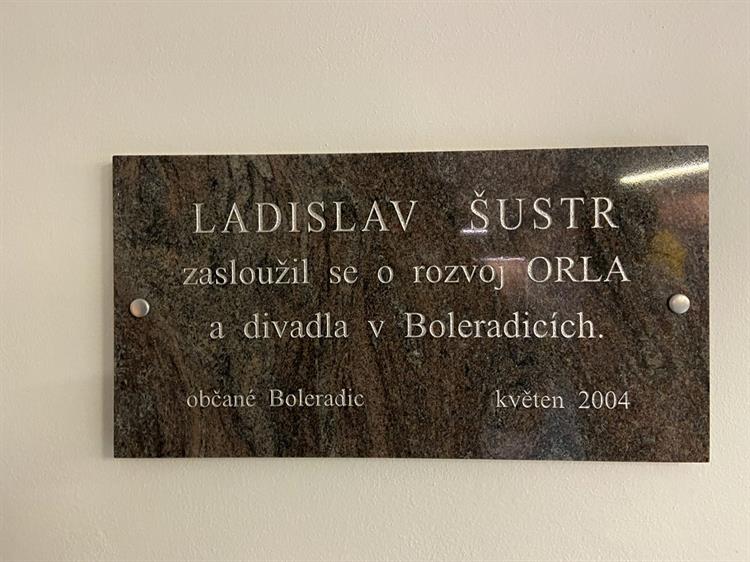 LADISLAV ŠUSTR
zasloužil se o rozvoj ORLA
a divadla v Boleradicích.
občané Boleradic květen 2004